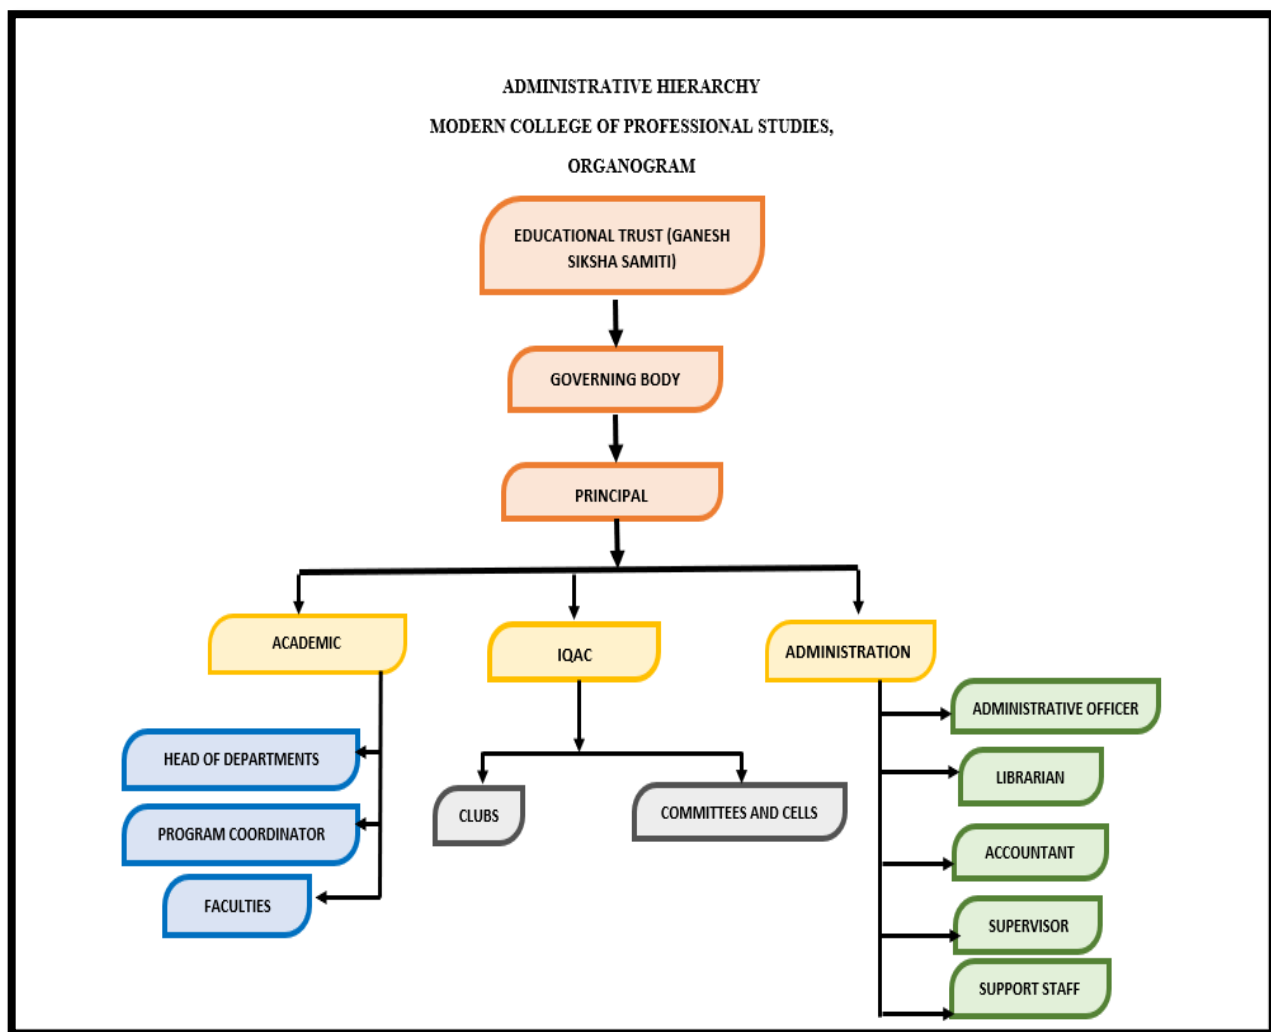 ADMINISTRATIVE HIERARCHY
MODERN COLLEGE OF PROFESSIONAL STUDIES,
ORGANOGRAM
EDUCATIONAL TRUST (GANESH
SIKSHA SAMITI)
GOVERNING BODY
PRINCIPAL
ACADEMIC
IQAC
ADMINISTRATION
HEAD OF DEPARTMENTS
PROGRAM COORDINATOR
FACULTIES
CLUBS
COMMITTEES AND CELLS
ADMINISTRATIVE OFFICER
LIBRARIAN
ACCOUNTANT
SUPERVISOR
SUPPORT STAFF